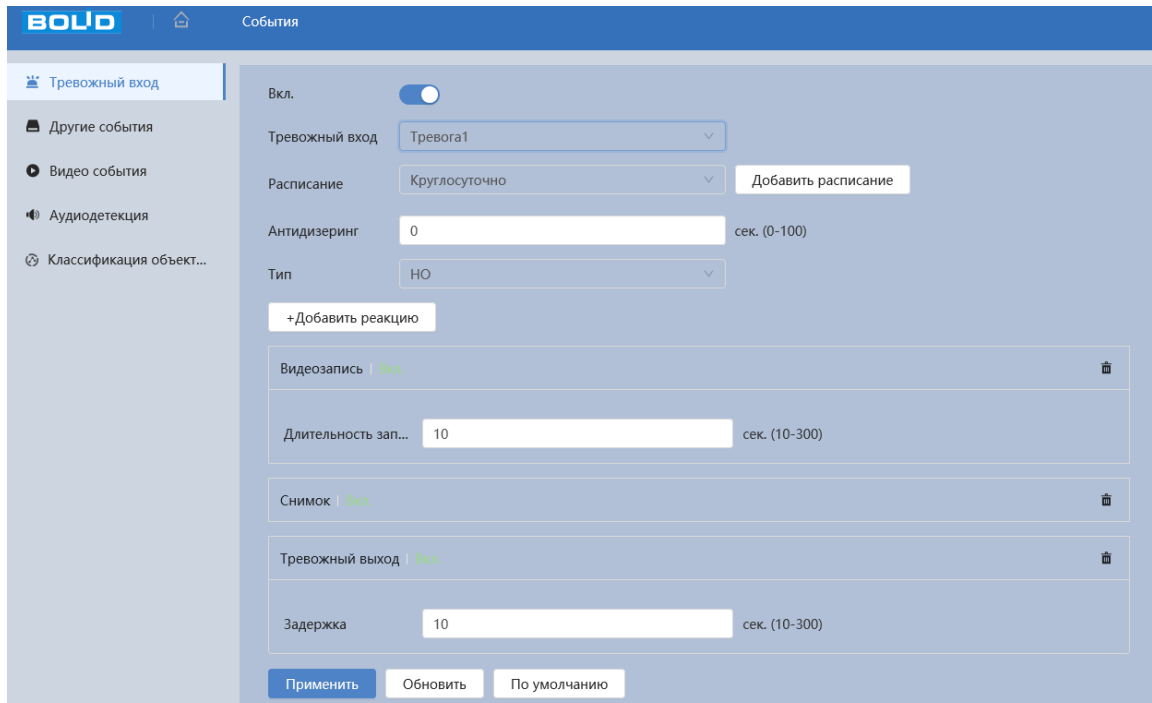 BOLID
События
Тревожный вход
Другие события
Видео события
Аудиодетекция
Классификация объект...
Вкл.
Тревожный вход Тревога1
Расписание Круглосуточно Добавить расписание
Антидизеринг 0 сек. (0-100)
Тип НО
+Добавить реакцию
Видеозапись |
Длительность зап... 10 сек. (10-300)
Снимок |
Тревожный выход |
Задержка 10 сек. (10-300)
Применить Обновить По умолчанию